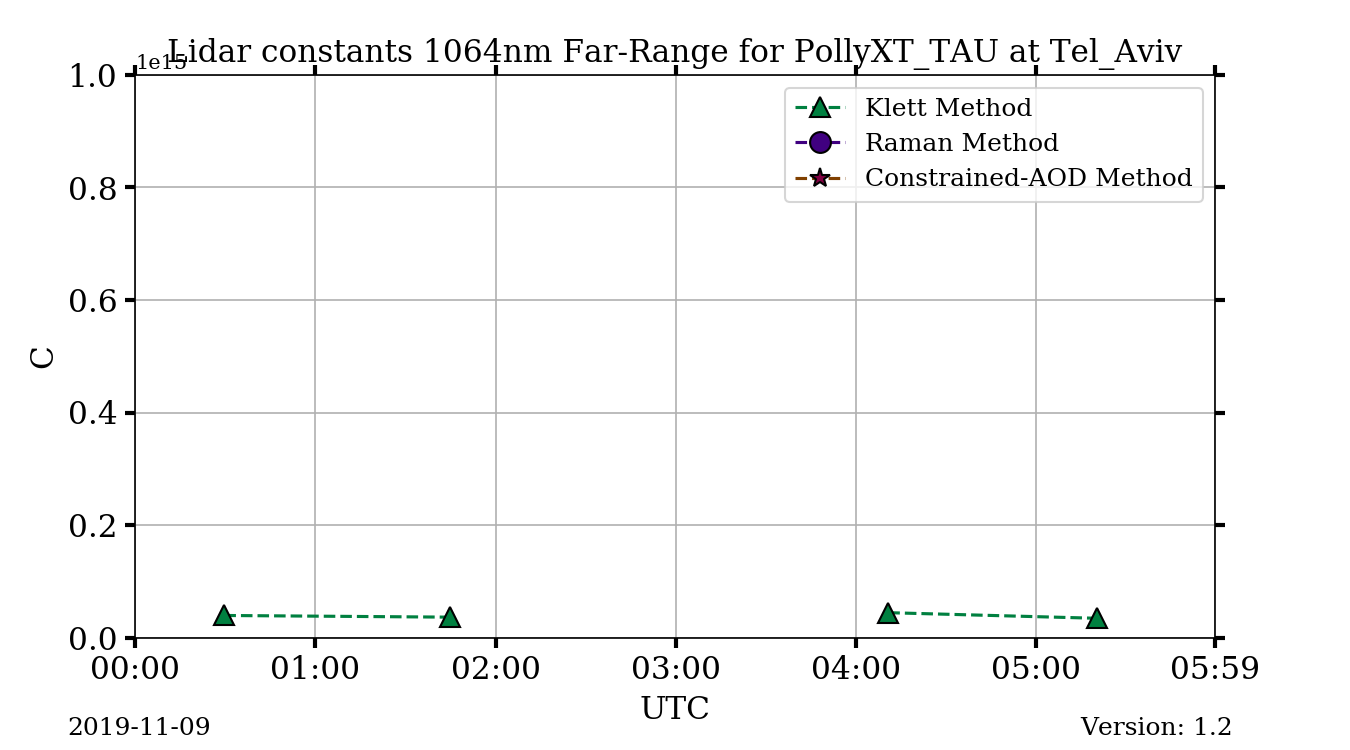 Lidar constants 1064nm Far-Range for PollyXT_TAU at Tel_Aviv
1e15
1.0
0.8
0.6
0.4
0.2
0.0
C
Klett Method
Raman Method
Constrained-AOD Method
00:00 01:00 02:00 03:00 04:00 05:00 05:59
UTC
2019-11-09 Version: 1.2